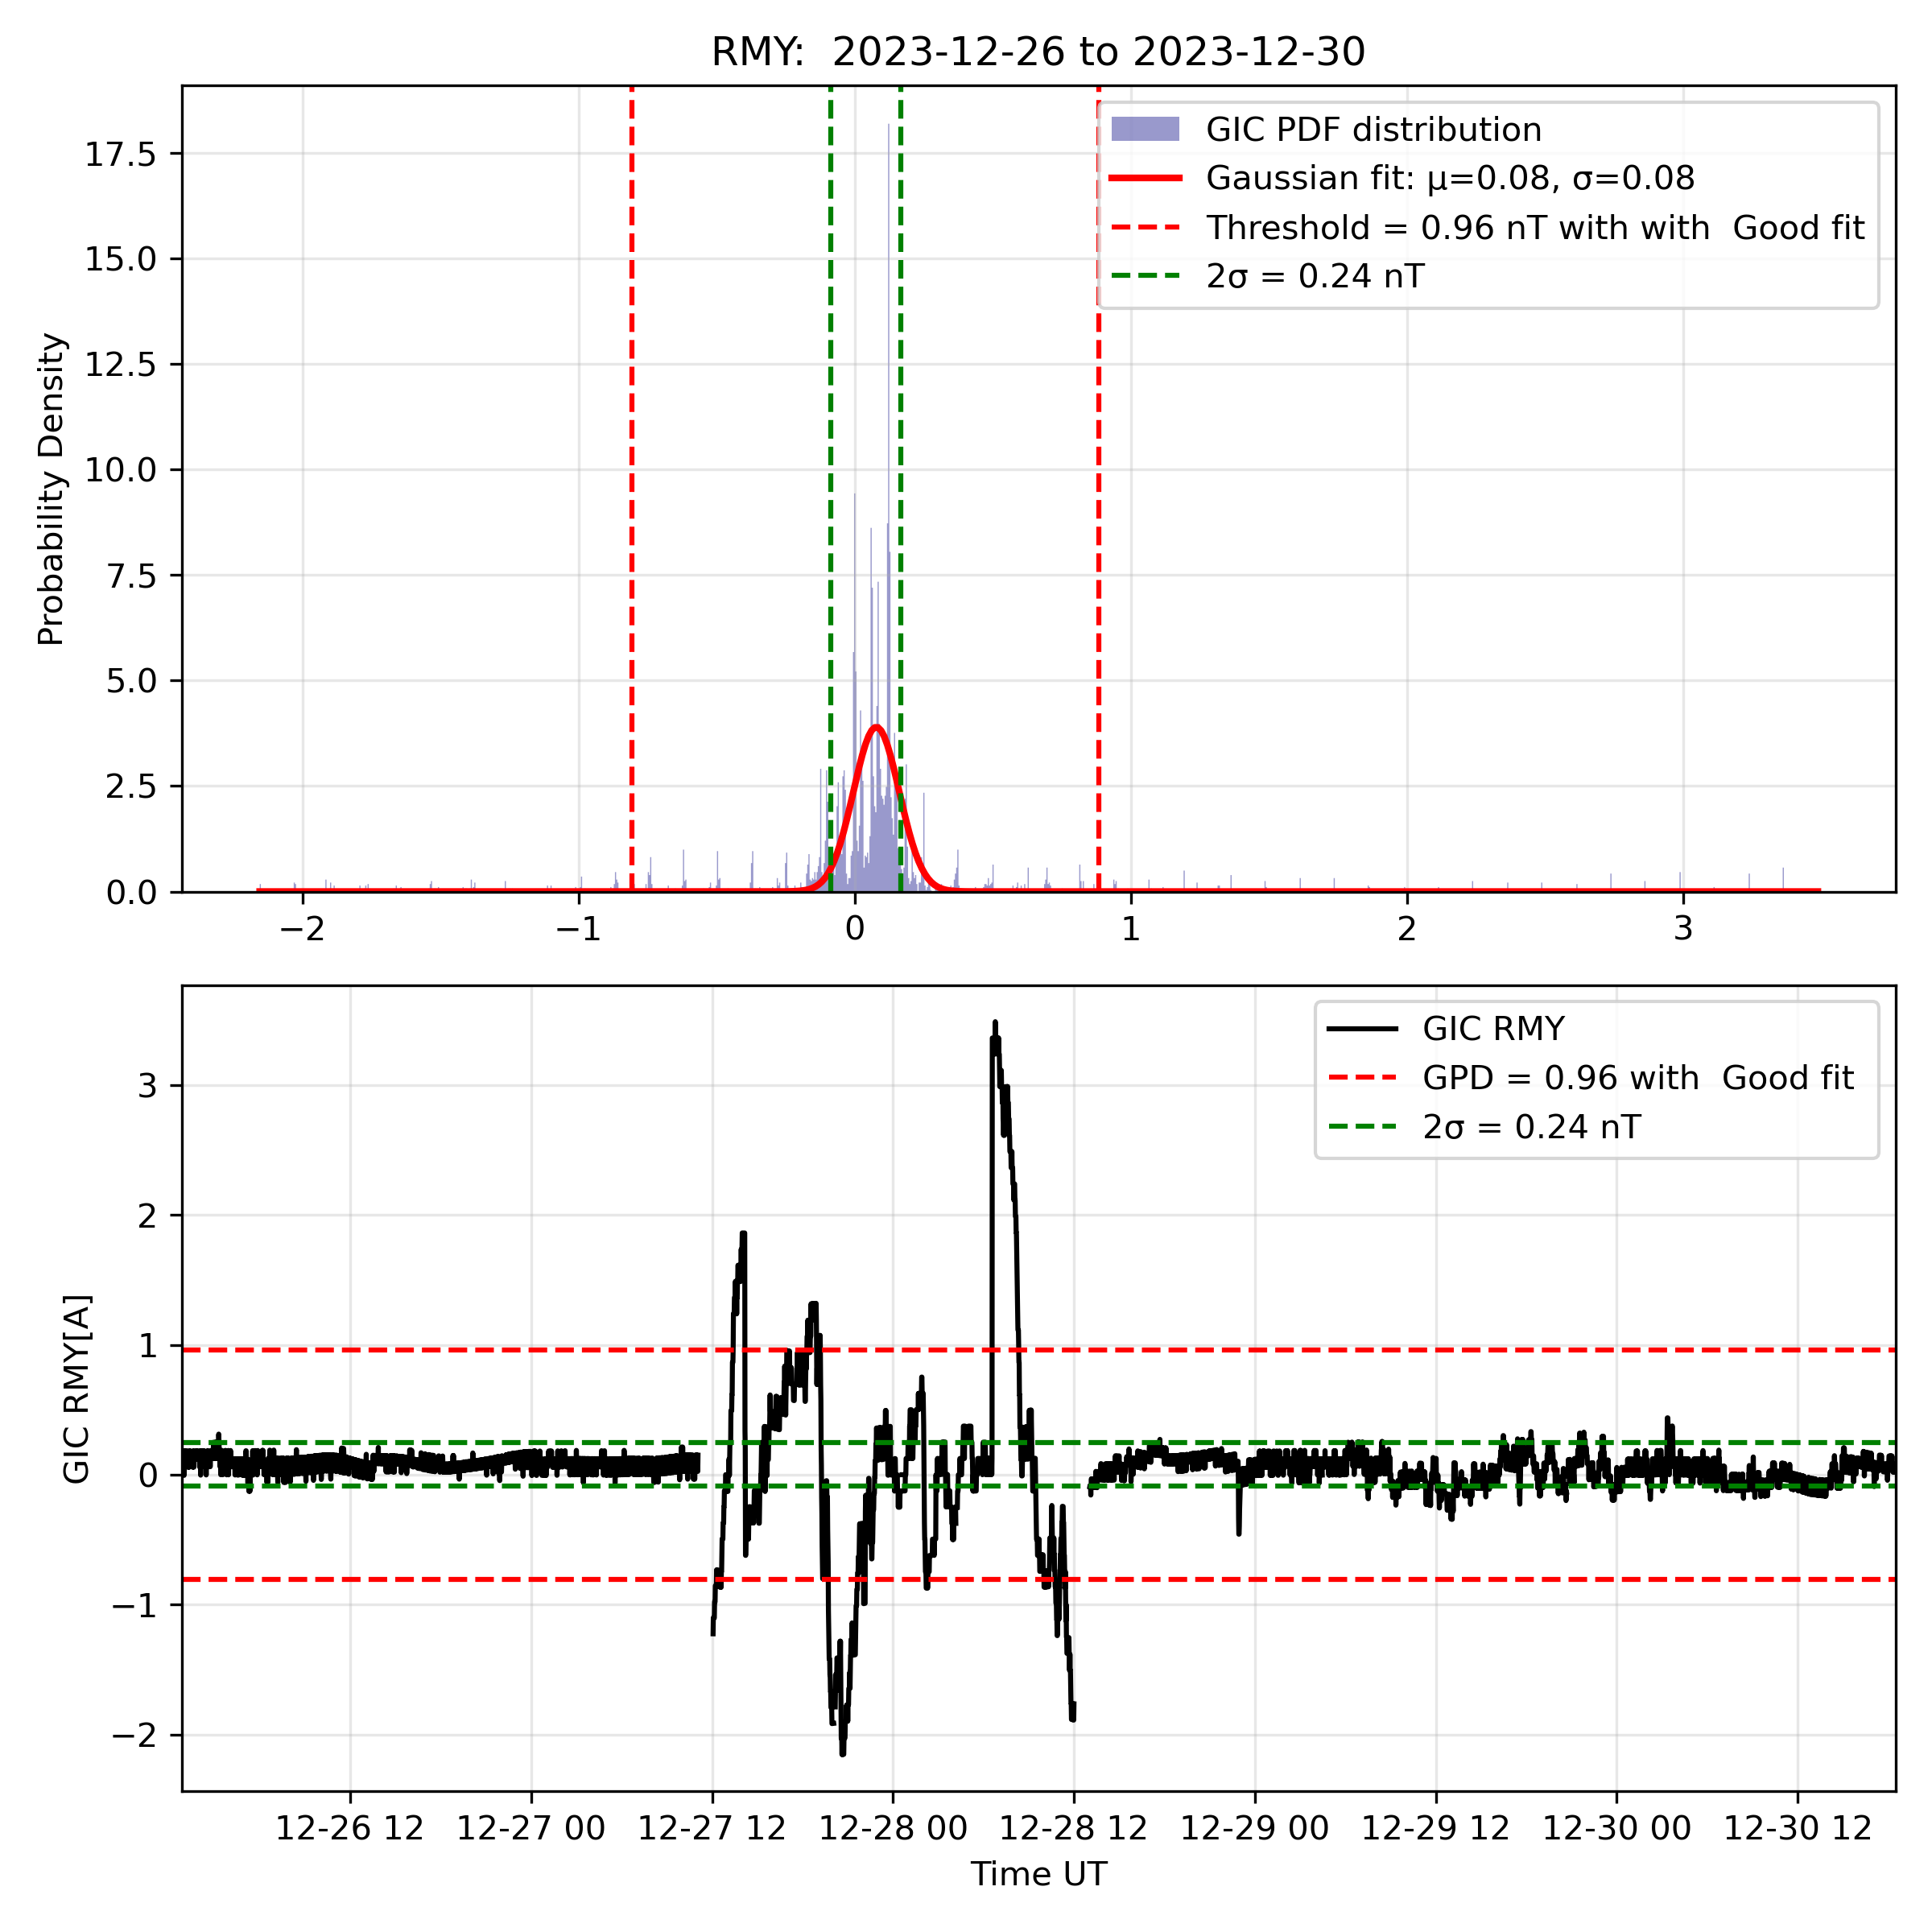 RMY:  2023-12-26 to 2023-12-30
Probability Density
17.5
15.0
12.5
10.0
7.5
5.0
2.5
0.0
GIC PDF distribution
Gaussian fit: μ=0.08, σ=0.08
Threshold = 0.96 nT with with  Good fit
2σ = 0.24 nT
−2 −1 0 1 2 3
GIC RMY[A]
3
2
1
0
−1
−2
GIC RMY
GPD = 0.96 with  Good fit
2σ = 0.24 nT
12-26 12 12-27 00 12-27 12 12-28 00 12-28 12 12-29 00 12-29 12 12-30 00 12-30 12
Time UT